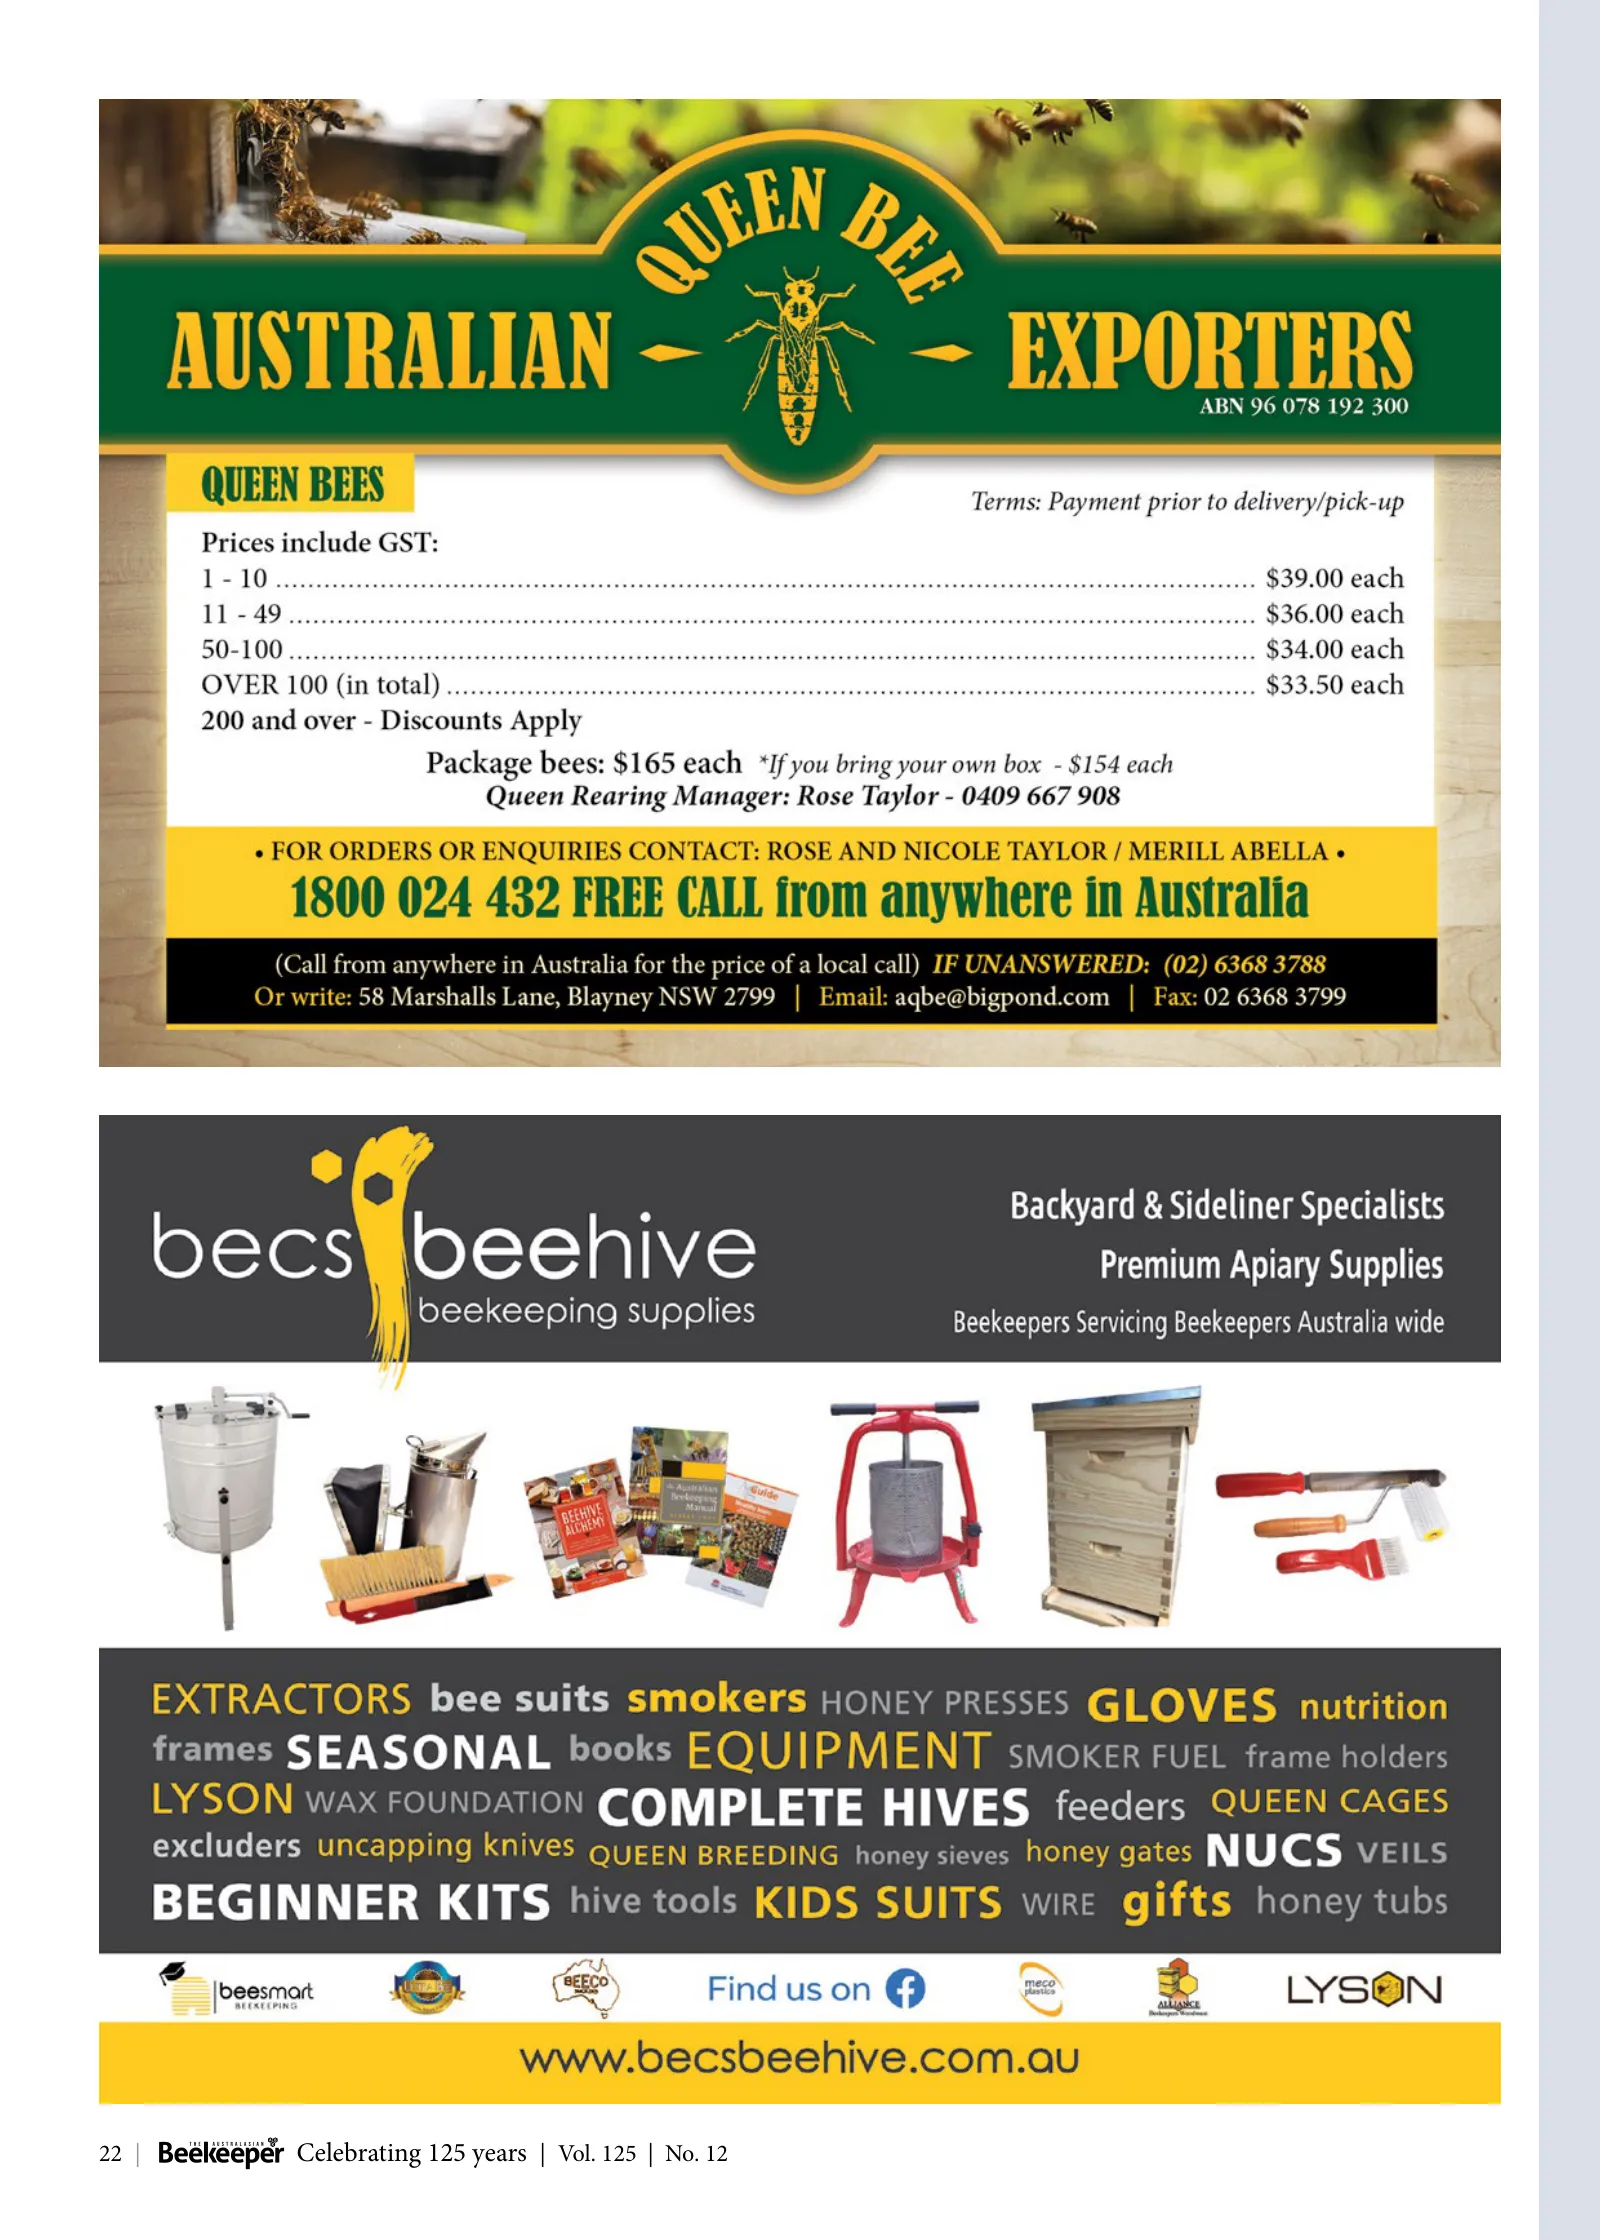 QUEEN BEE
AUSTRALIAN EXPORTERS
ABN 96 078 192 300
QUEEN BEES
Terms: Payment prior to delivery/pick-up
Prices include GST:
1 - 10 $39.00 each
11 - 49 $36.00 each
50-100 $34.00 each
OVER 100 (in total) $33.50 each
200 and over - Discounts Apply
Package bees: $165 each *If you bring your own box - $154 each
Queen Rearing Manager: Rose Taylor - 0409 667 908
• FOR ORDERS OR ENQUIRIES CONTACT: ROSE AND NICOLE TAYLOR / MERILL ABELLA •
1800 024 432 FREE CALL from anywhere in Australia
(Call from anywhere in Australia for the price of a local call) IF UNANSWERED: (02) 6368 3788
Or write: 58 Marshalls Lane, Blayney NSW 2799 | Email: aqbe@bigpond.com | Fax: 02 6368 3799
becs beehive
beekeeping supplies
Backyard & Sideliner Specialists
Premium Apiary Supplies
Beekeepers Servicing Beekeepers Australia wide
BEEHIVE
ALCHEMY
The Australian
Beekeeping
Manual
Guide
EXTRACTORS bee suits smokers HONEY PRESSES GLOVES nutrition
frames SEASONAL books EQUIPMENT SMOKER FUEL frame holders
LYSON WAX FOUNDATION COMPLETE HIVES feeders QUEEN CAGES
excluders uncapping knives QUEEN BREEDING honey sieves honey gates NUCS VEILS
BEGINNER KITS hive tools KIDS SUITS WIRE gifts honey tubs
beesmart
BEEKEEPING
BEECO
Find us on
meco
plastics
ALLIANCE
Beekeepers Woodware
LYSON
www.becsbeehive.com.au
22 | THE AUSTRALASIAN Beekeeper Celebrating 125 years | Vol. 125 | No. 12